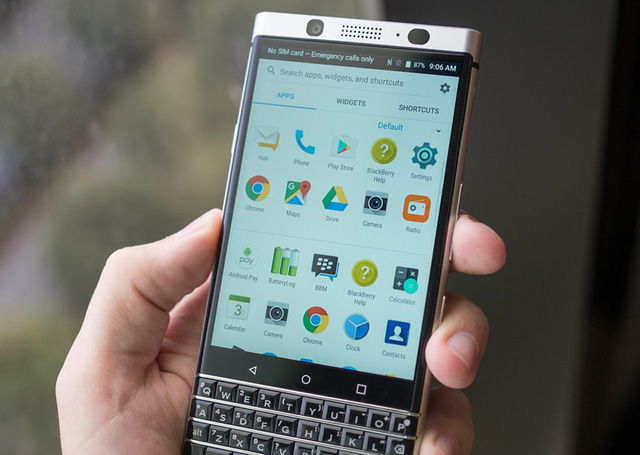 No SIM card — Emergency calls only N 87% 9:06 AM
Search apps, widgets, and shortcuts
APPS WIDGETS SHORTCUTS
Default
Hub Phone Play Store BlackBerry Help Settings
Chrome Maps Drive Camera Radio
pay
Android Pay BatteryLog BBM BlackBerry Help Calculator
3
Calendar Camera Chrome Clock Contacts
Q W E R T Y U I O P
A S D F G H J K L
alt Z X C V B N M